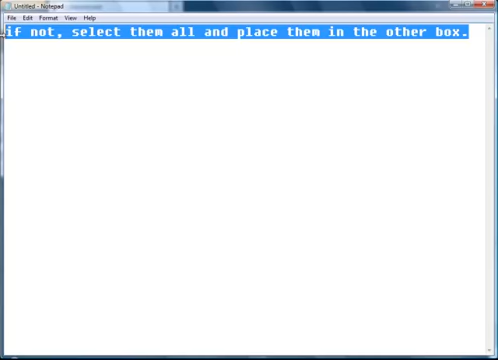 Untitled - Notepad
File Edit Format View Help
if not, select them all and place them in the other box.